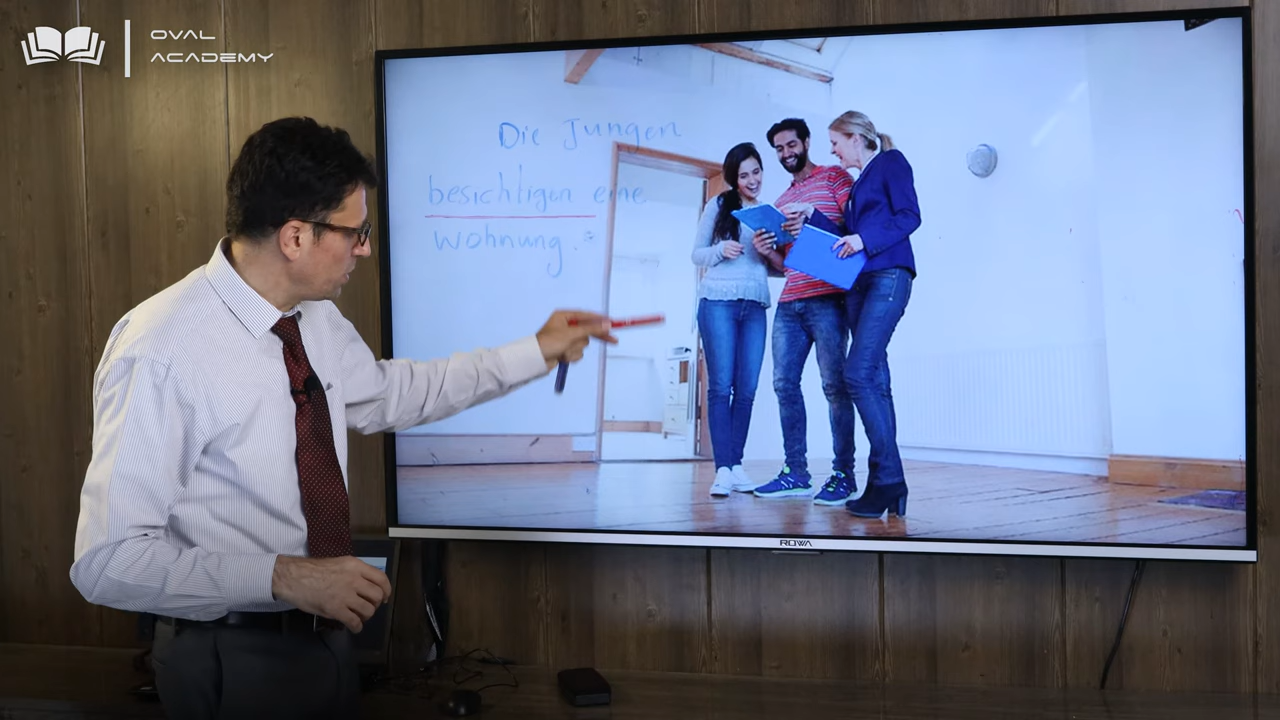 OVAL
ACADEMY
Die Jungen
besichtigen eine
Wohnung.
ROWA